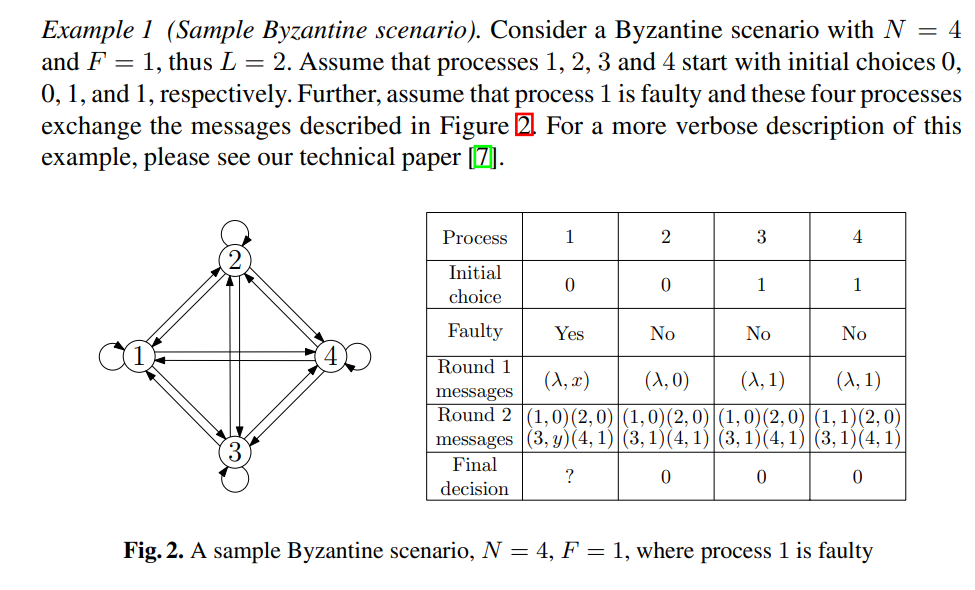 Example 1 (Sample Byzantine scenario). Consider a Byzantine scenario with N = 4
and F = 1, thus L = 2. Assume that processes 1, 2, 3 and 4 start with initial choices 0,
0, 1, and 1, respectively. Further, assume that process 1 is faulty and these four processes
exchange the messages described in Figure 2. For a more verbose description of this
example, please see our technical paper [7].
2
1
4
3
Process 1 2 3 4
Initial
choice 0 0 1 1
Faulty Yes No No No
Round 1
messages (λ, x) (λ, 0) (λ, 1) (λ, 1)
Round 2 (1, 0)(2, 0) (1, 0)(2, 0) (1, 0)(2, 0) (1, 1)(2, 0)
messages (3, y)(4, 1) (3, 1)(4, 1) (3, 1)(4, 1) (3, 1)(4, 1)
Final
decision ? 0 0 0
Fig. 2. A sample Byzantine scenario, N = 4, F = 1, where process 1 is faulty